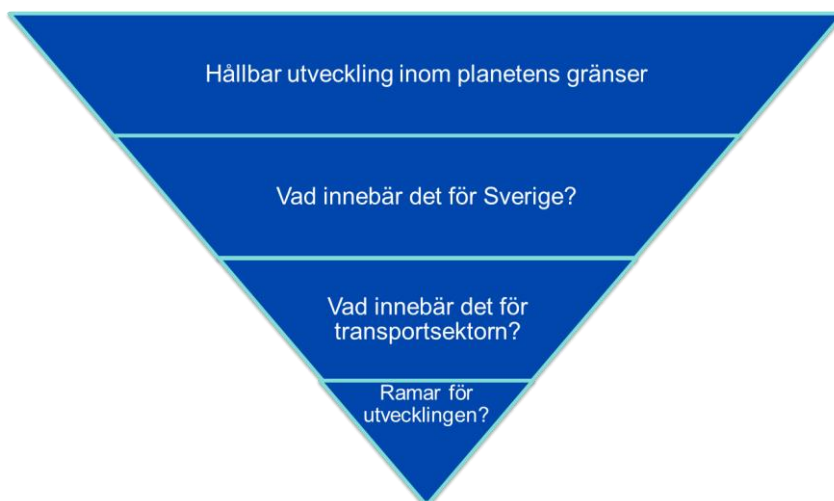 Hållbar utveckling inom planetens gränser
Vad innebär det för Sverige?
Vad innebär det för
transportsektorn?
Ramar för
utvecklingen?